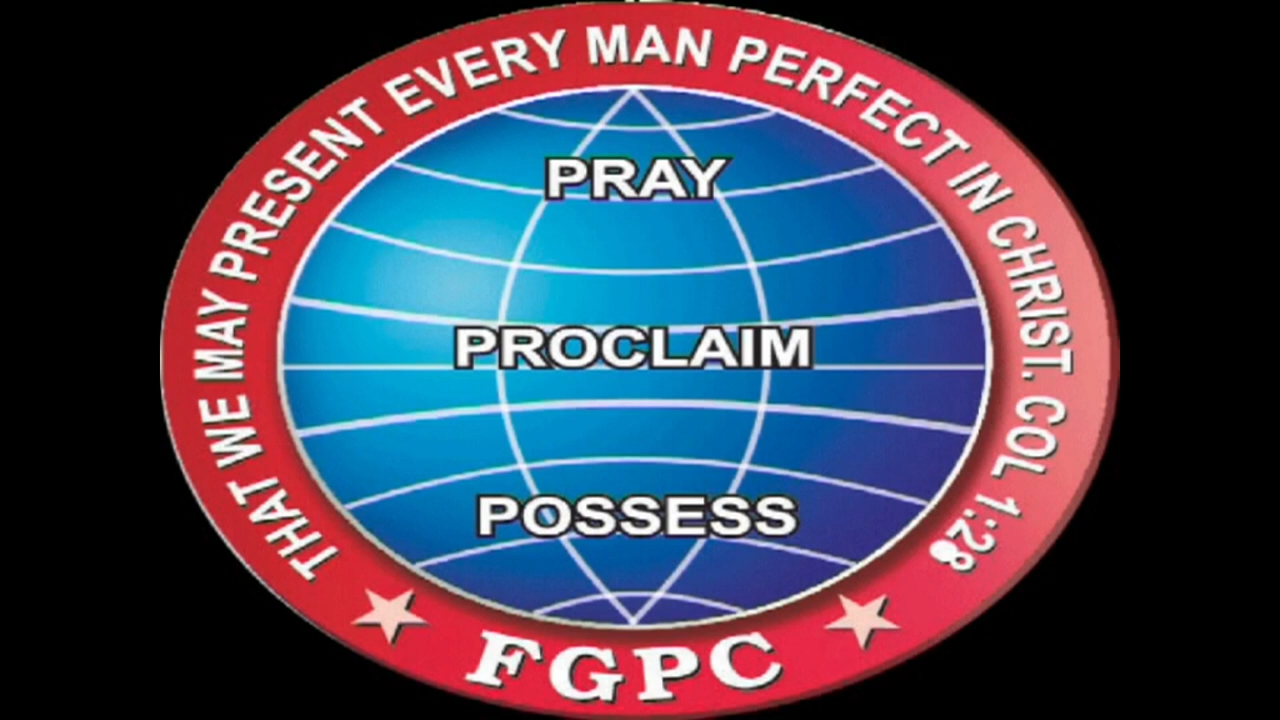 THAT WE MAY PRESENT EVERY MAN PERFECT IN CHRIST. COL 1:28
PRAY
PROCLAIM
POSSESS
FGPC